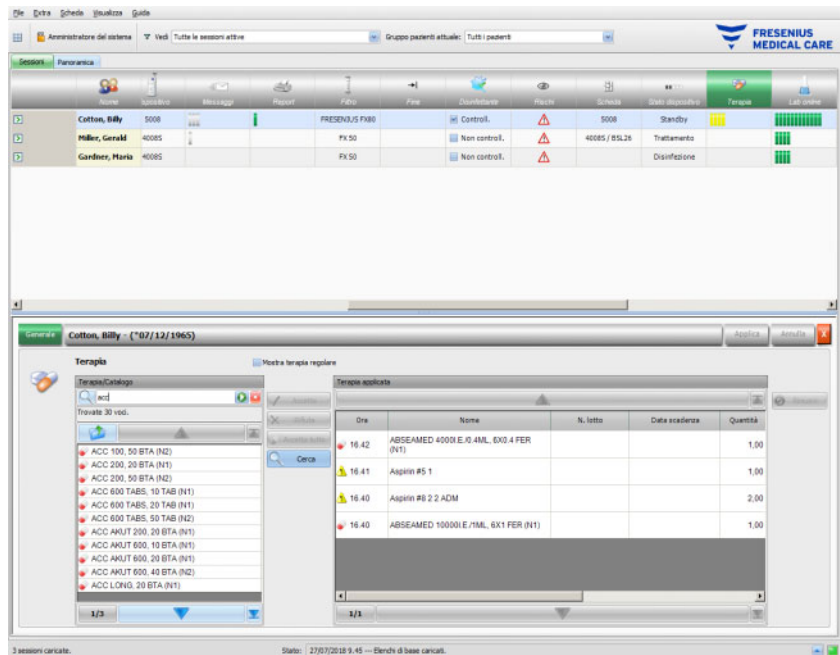 File Extra Schede Visualizza Guida
Amministratore del sistema Vedi Tutte le sessioni attive Gruppo pazienti attuale: Tutti i pazienti
FRESENIUS
MEDICAL CARE
Sessioni Panoramica
Nome Messaggi Report Filtro Fine Disinfettante Rischi Scheda Stato dispositivo Terapia Lab online
Cotton, Billy 5008 FRESENIUS FX80 Controll. 5008 Standby
Miller, Gerald 4008S FX 50 Non controll. 4008S / BSL26 Trattamento
Gardner, Maria 4008S FX 50 Non controll. Disinfezione
Generale Cotton, Billy - (*07/12/1965) Applica Annulla X
Terapia Mostra terapia regolare
Terapia/Catalogo Terapia applicata
acc
Trovate 30 voci.
Accetta tutto
Cerca
Ora Nome N. lotto Data scadenza Quantità
16.42 ABSEAMED 4000I.E./0.4ML, 6X0.4 FER (N1) 1,00
16.41 Aspirin #5 1 1,00
16.40 Aspirin #8 2 2 ADM 2,00
16.40 ABSEAMED 10000I.E./1ML, 6X1 FER (N1) 1,00
ACC 100, 50 BTA (N2)
ACC 200, 20 BTA (N1)
ACC 200, 50 BTA (N2)
ACC 600 TABS, 10 TAB (N1)
ACC 600 TABS, 20 TAB (N1)
ACC 600 TABS, 50 TAB (N2)
ACC AKUT 200, 20 BTA (N1)
ACC AKUT 600, 10 BTA (N1)
ACC AKUT 600, 20 BTA (N1)
ACC AKUT 600, 40 BTA (N2)
ACC LONG, 20 BTA (N1)
1/3 1/1
3 sessioni caricate. Stato: 27/07/2018 9.45 --- Elenchi di base caricati.